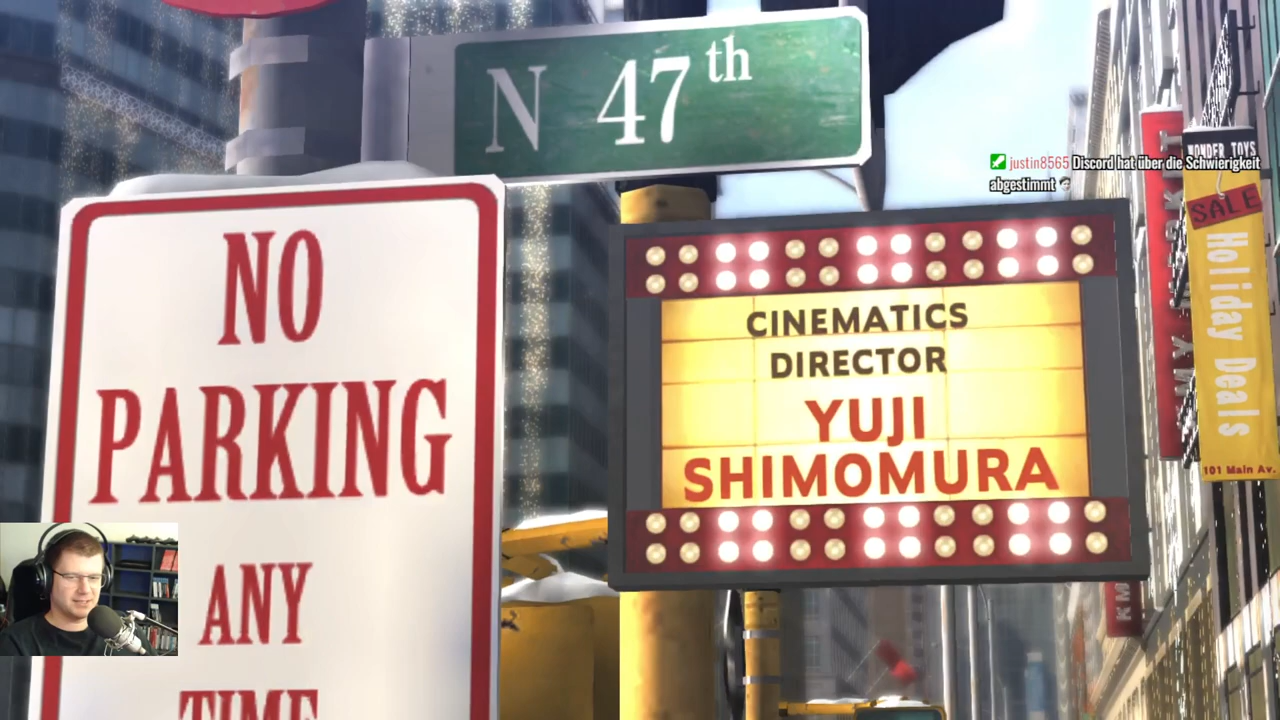 N 47th
NO
PARKING
ANY
TIME
justin8565 Discord hat über die Schwierigkeit
abgestimmt
CINEMATICS
DIRECTOR
YUJI
SHIMOMURA
WONDER TOYS
SALE
Holiday Deals
101 Main Av.